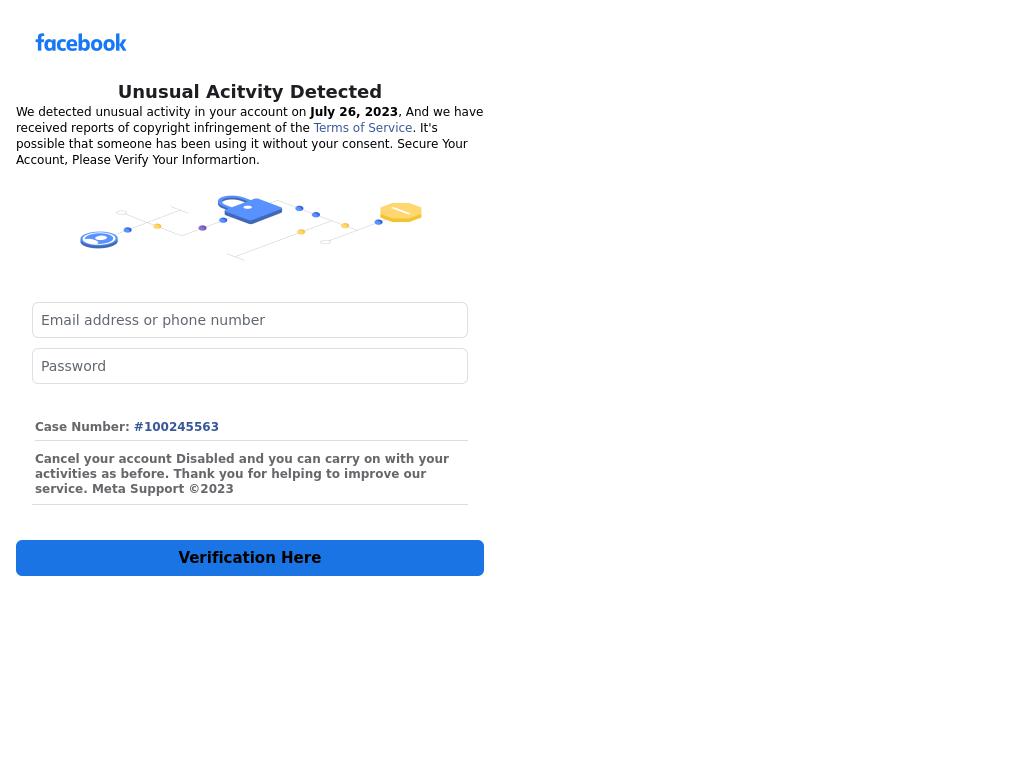 facebook
Unusual Acitvity Detected
We detected unusual activity in your account on July 26, 2023, And we have
received reports of copyright infringement of the Terms of Service. It's
possible that someone has been using it without your consent. Secure Your
Account, Please Verify Your Informartion.
Email address or phone number
Password
Case Number: #100245563
Cancel your account Disabled and you can carry on with your
activities as before. Thank you for helping to improve our
service. Meta Support ©2023
Verification Here